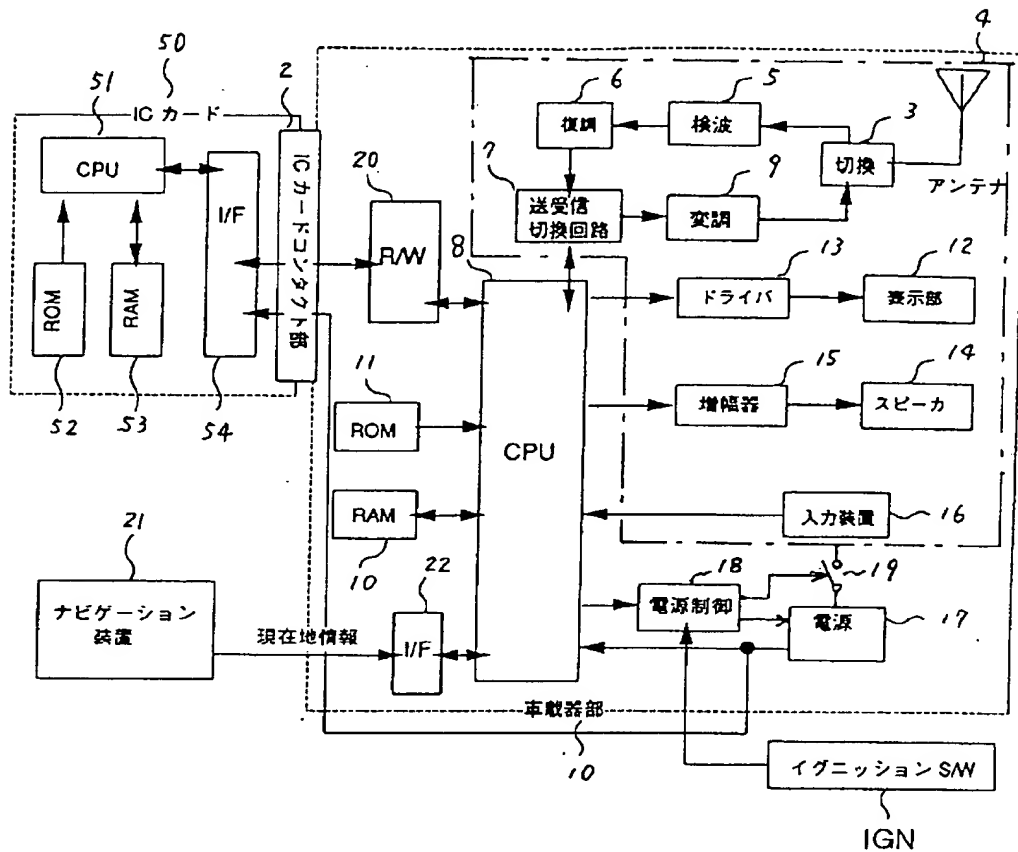 50
ICカード
51
CPU
I/F
ROM
RAM
52
53
54
2
ICカードコンタクト部
20
R/W
8
CPU
11
ROM
RAM
10
22
I/F
21
ナビゲーション
装置
現在地情報
車載器部
10
4
6
復調
5
検波
3
切換
アンテナ
7
送受信
切換回路
9
変調
13
ドライバ
12
表示部
15
増幅器
14
スピーカ
入力装置
16
18
電源制御
19
電源
17
イグニッション S/W
IGN